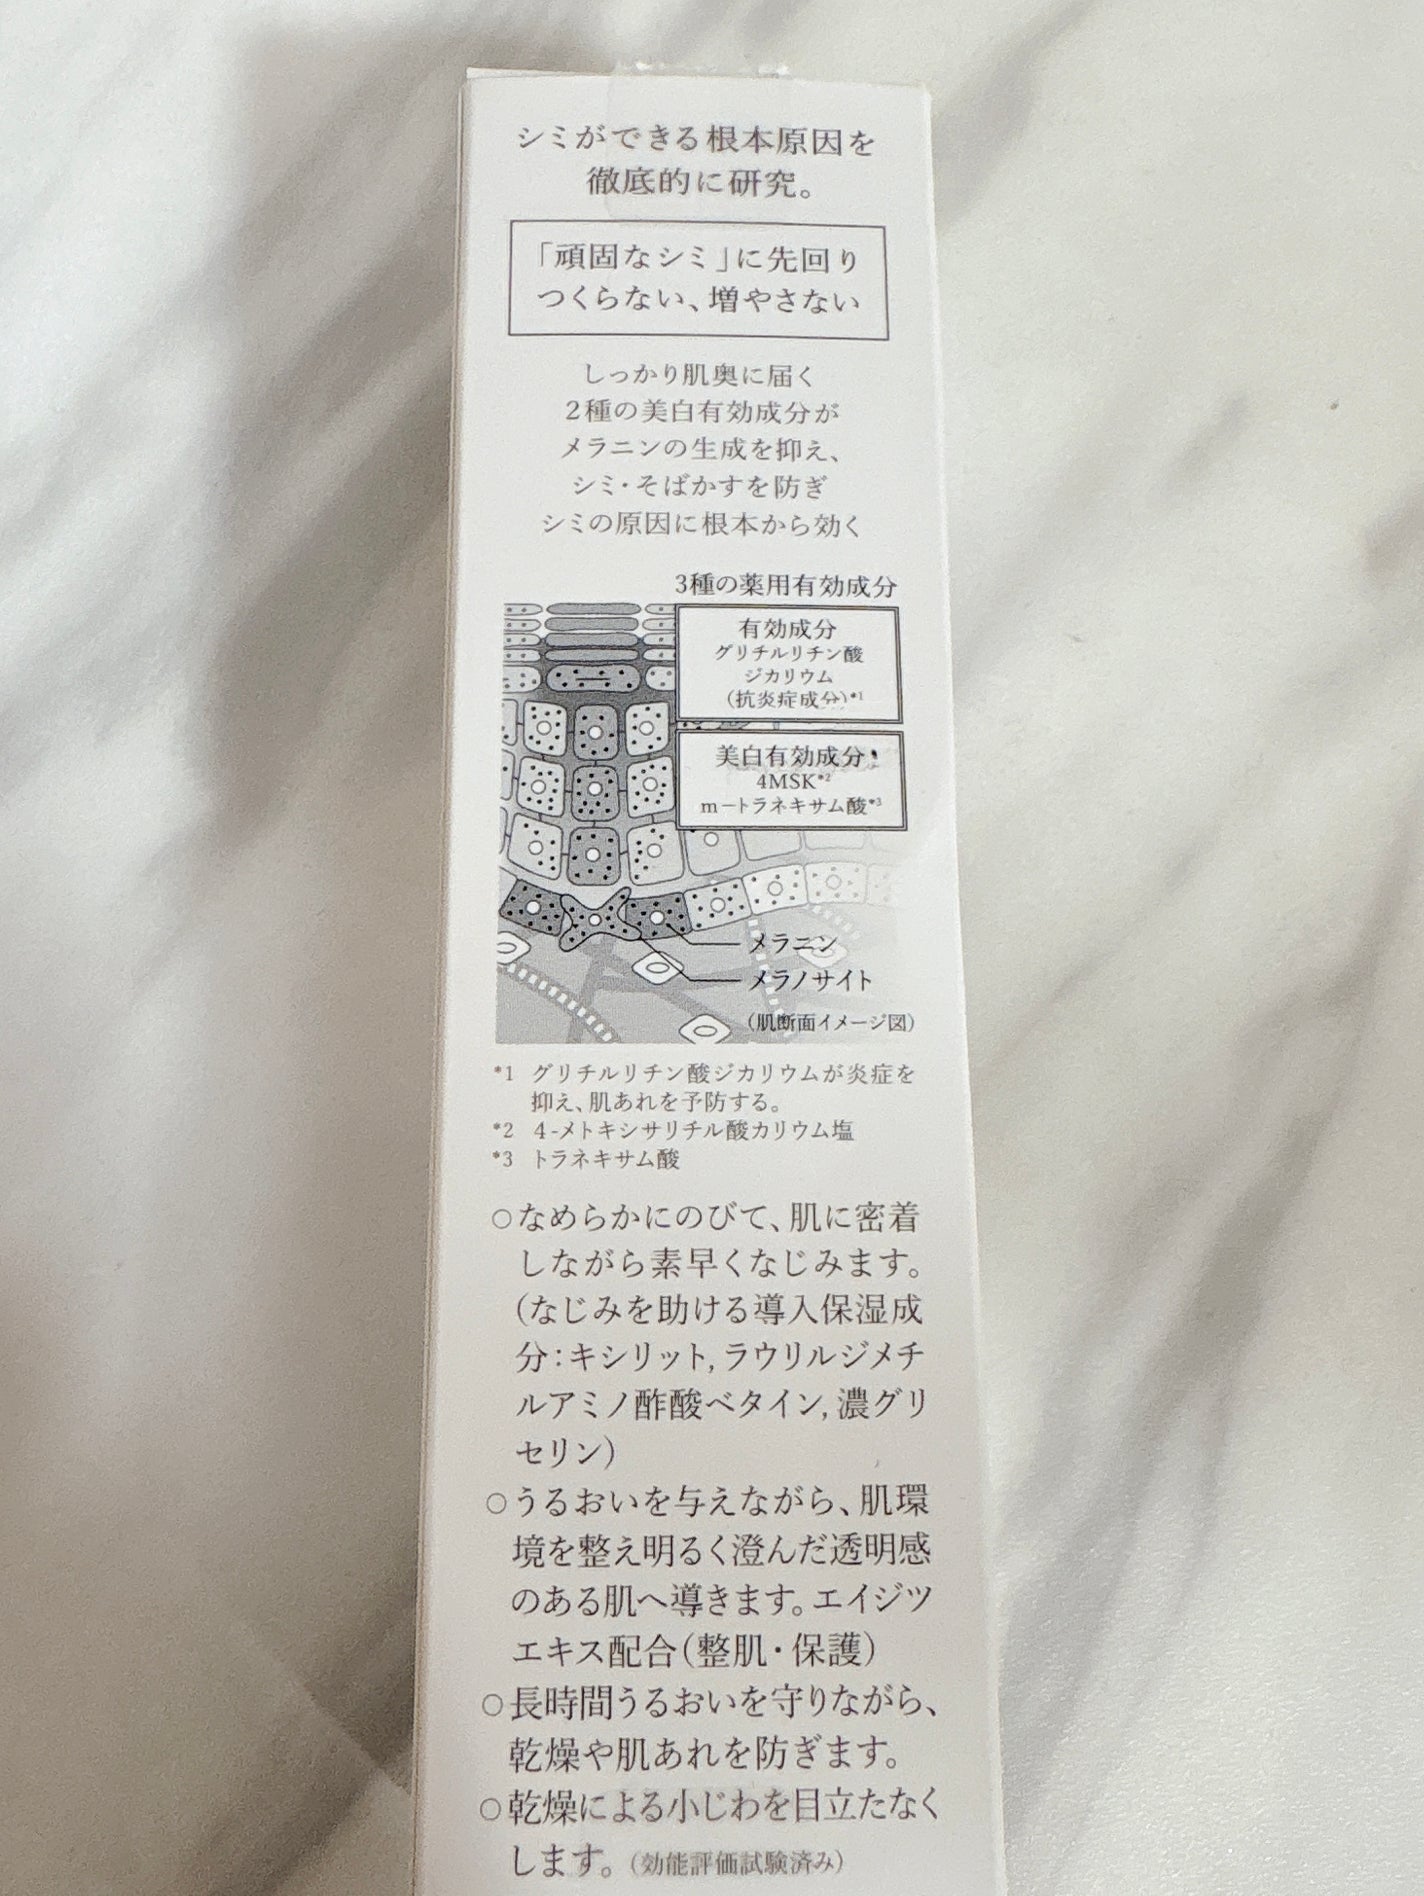 シミができる根本原因を
徹底的に研究。
「頑固なシミ」に先回り
つくらない、増やさない
しっかり肌奥に届く
2種の美白有効成分が
メラニンの生成を抑え、
シミ・そばかすを防ぎ
シミの原因に根本から効く
3種の薬用有効成分
有効成分
グリチルリチン酸
ジカリウム
(抗炎症成分)*1
美白有効成分
4MSK*2
m-トラネキサム酸*3
メラニン
メラノサイト
(肌断面イメージ図)
*1 グリチルリチン酸ジカリウムが炎症を
抑え、肌あれを予防する。
*2 4-メトキシサリチル酸カリウム塩
*3 トラネキサム酸
○なめらかにのびて、肌に密着
しながら素早くなじみます。
(なじみを助ける導入保湿成
分:キシリット,ラウリルジメチ
ルアミノ酢酸ベタイン,濃グリ
セリン)
○うるおいを与えながら、肌環
境を整え明るく澄んだ透明感
のある肌へ導きます。エイジツ
エキス配合(整肌・保護)
○長時間うるおいを守りながら、
乾燥や肌あれを防ぎます。
○乾燥による小じわを目立たなく
します。(効能評価試験済み)